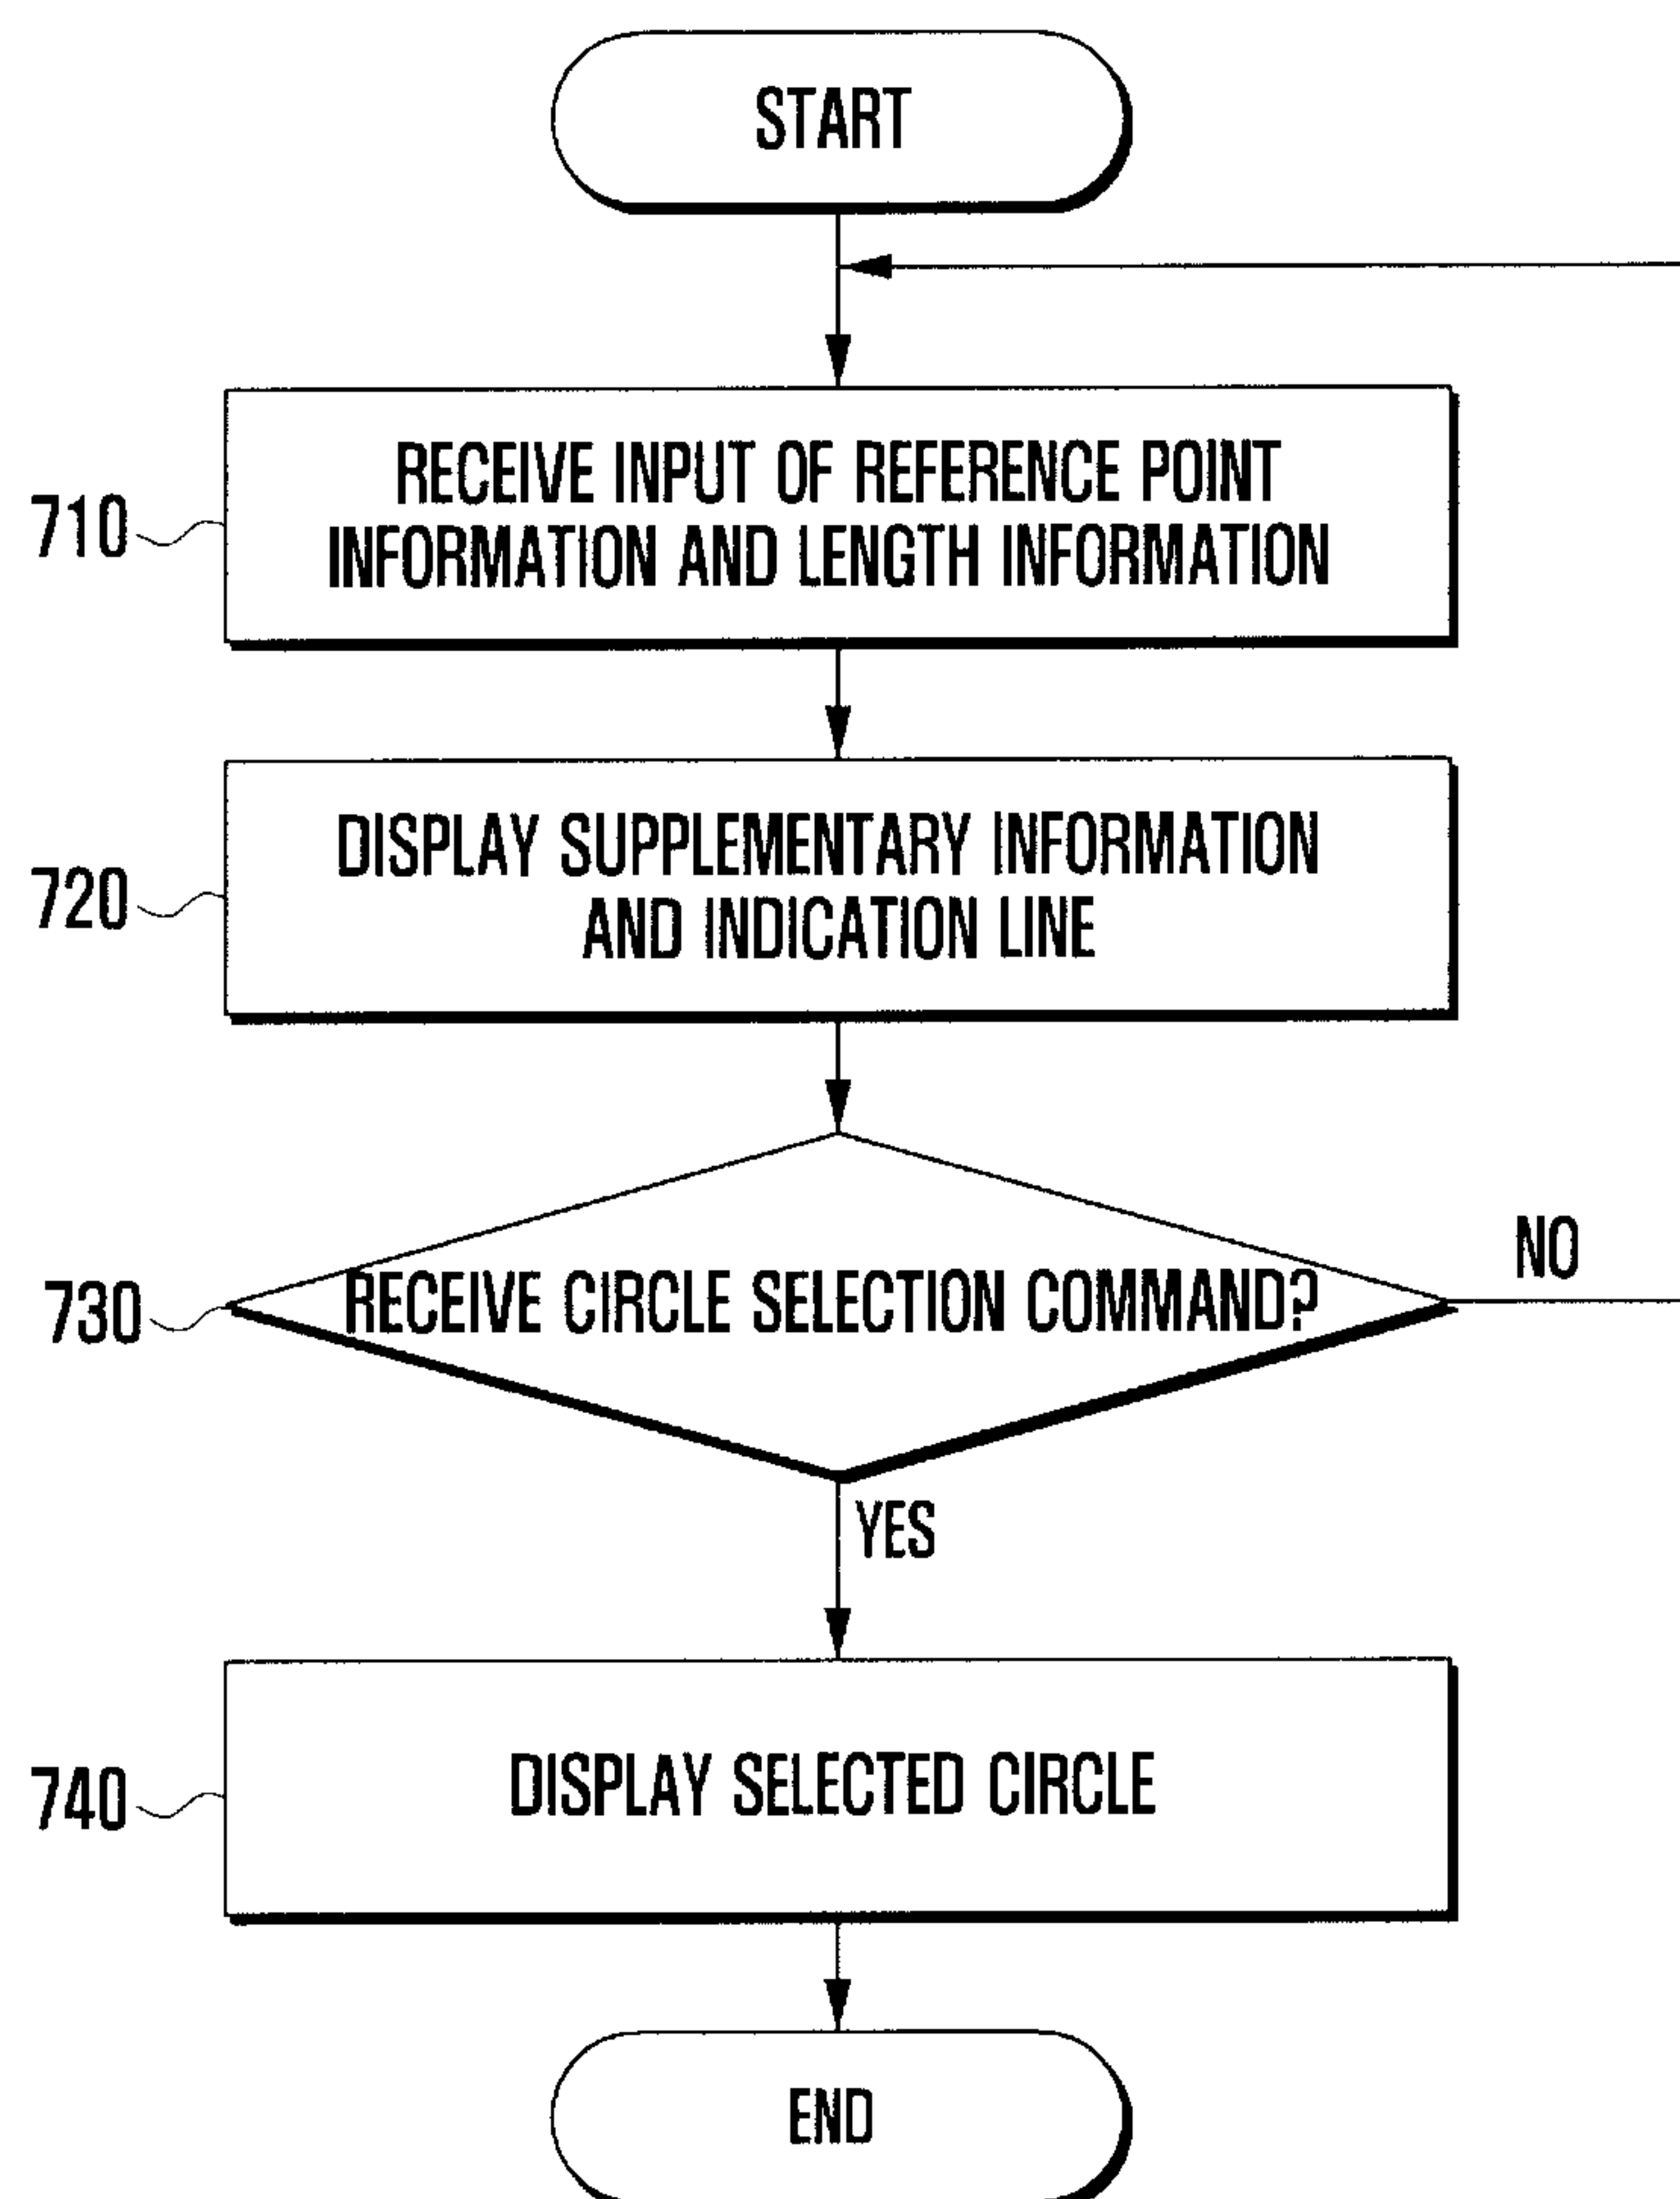 START
RECEIVE INPUT OF REFERENCE POINT
INFORMATION AND LENGTH INFORMATION
710
DISPLAY SUPPLEMENTARY INFORMATION
AND INDICATION LINE
720
NO
RECEIVE CIRCLE SELECTION COMMAND?
730
YES
DISPLAY SELECTED CIRCLE
740
END